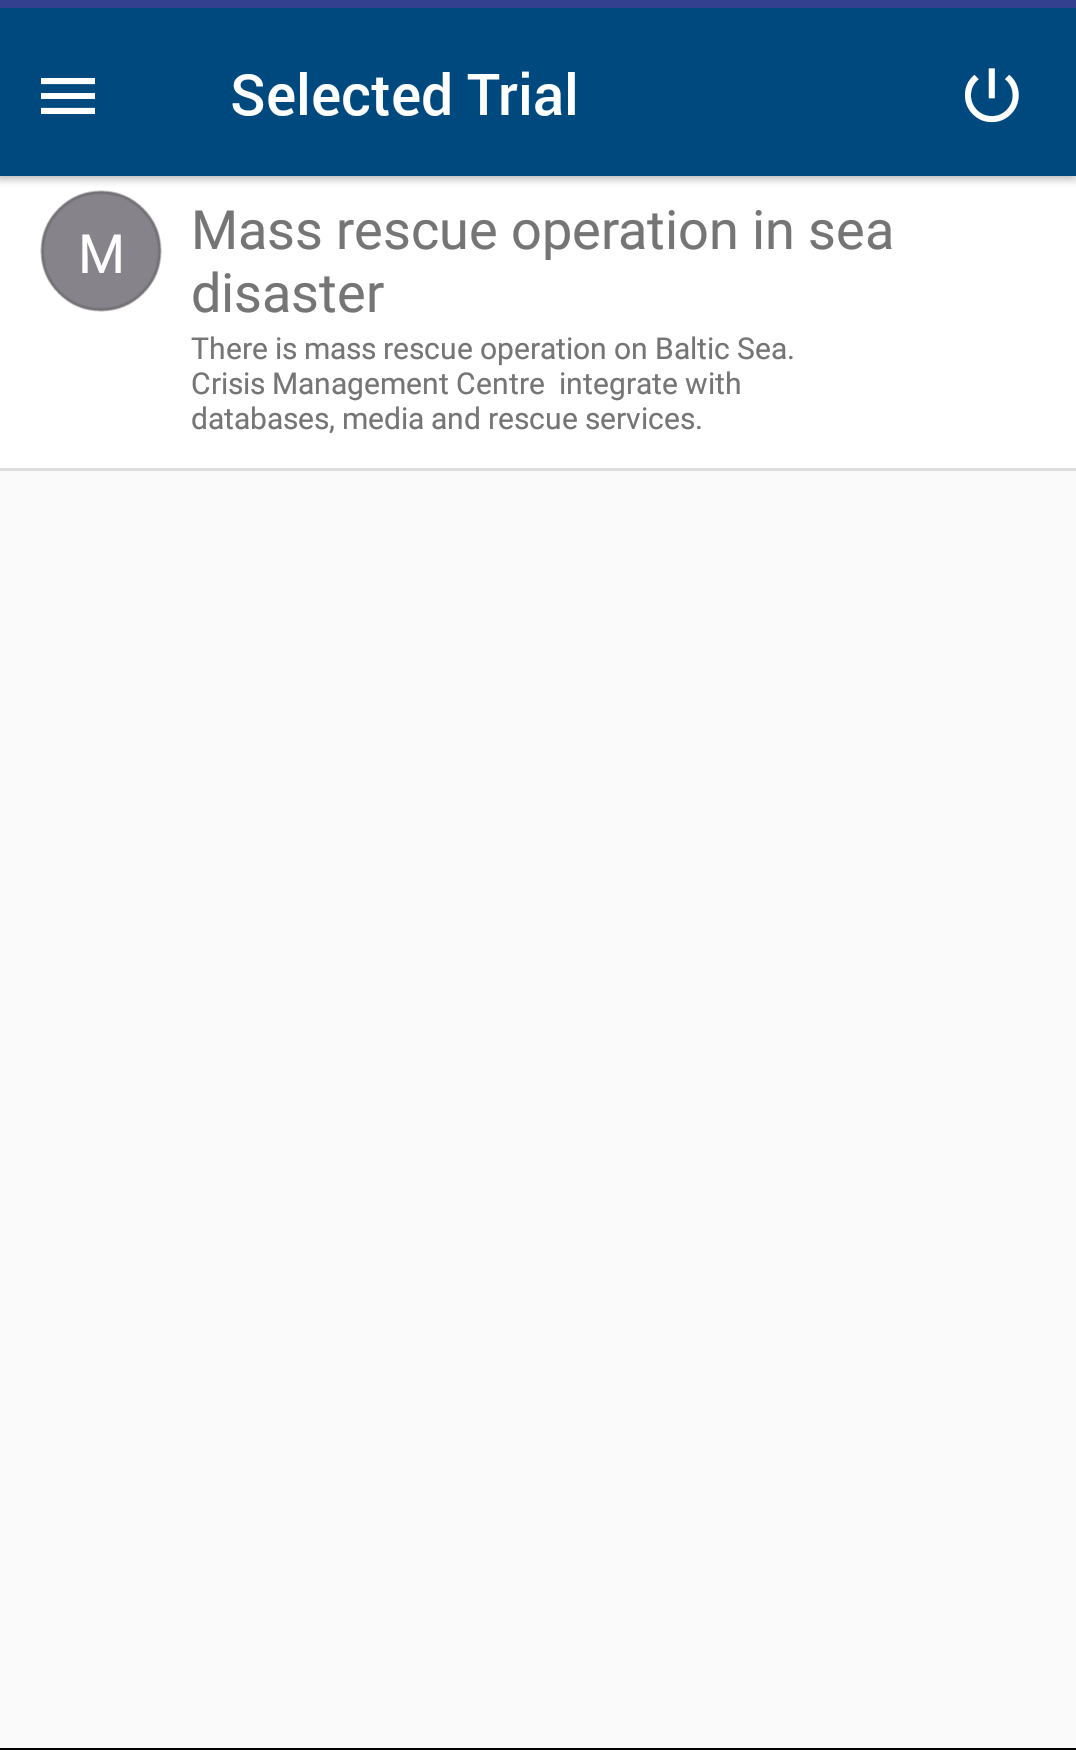 Selected Trial
M
Mass rescue operation in sea
disaster
There is mass rescue operation on Baltic Sea.
Crisis Management Centre  integrate with
databases, media and rescue services.